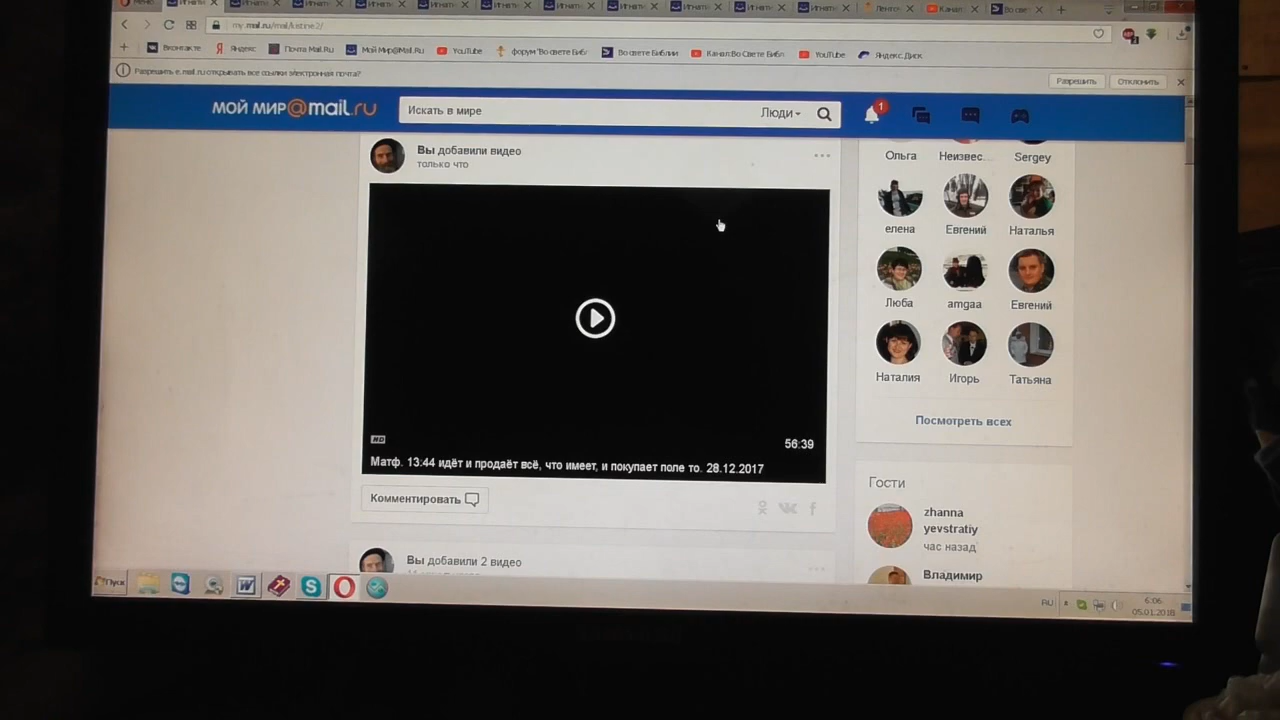 my.mail.ru/mail/
Вконтакте Яндекс Почта Mail.Ru Мой Мир@Mail.Ru YouTube форум "Во свете Библ Во свете Библии Канал:Во Свете Библ YouTube Яндекс.Диск
Разрешить e.mail.ru открывать все ссылки электронная почта?
Разрешить Отклонить
МОЙ МИР@mail.ru
Искать в мире
Люди
1
Вы добавили видео
только что
Ольга Неизвес... Sergey
елена Евгений Наталья
Люба amgaa Евгений
Наталия Игорь Татьяна
Посмотреть всех
HD
56:39
Матф. 13:44 идёт и продаёт всё, что имеет, и покупает поле то. 28.12.2017
Комментировать
Гости
zhanna
yevstratiy
час назад
Владимир
Вы добавили 2 видео
Пуск
RU
6:06
05.01.2018